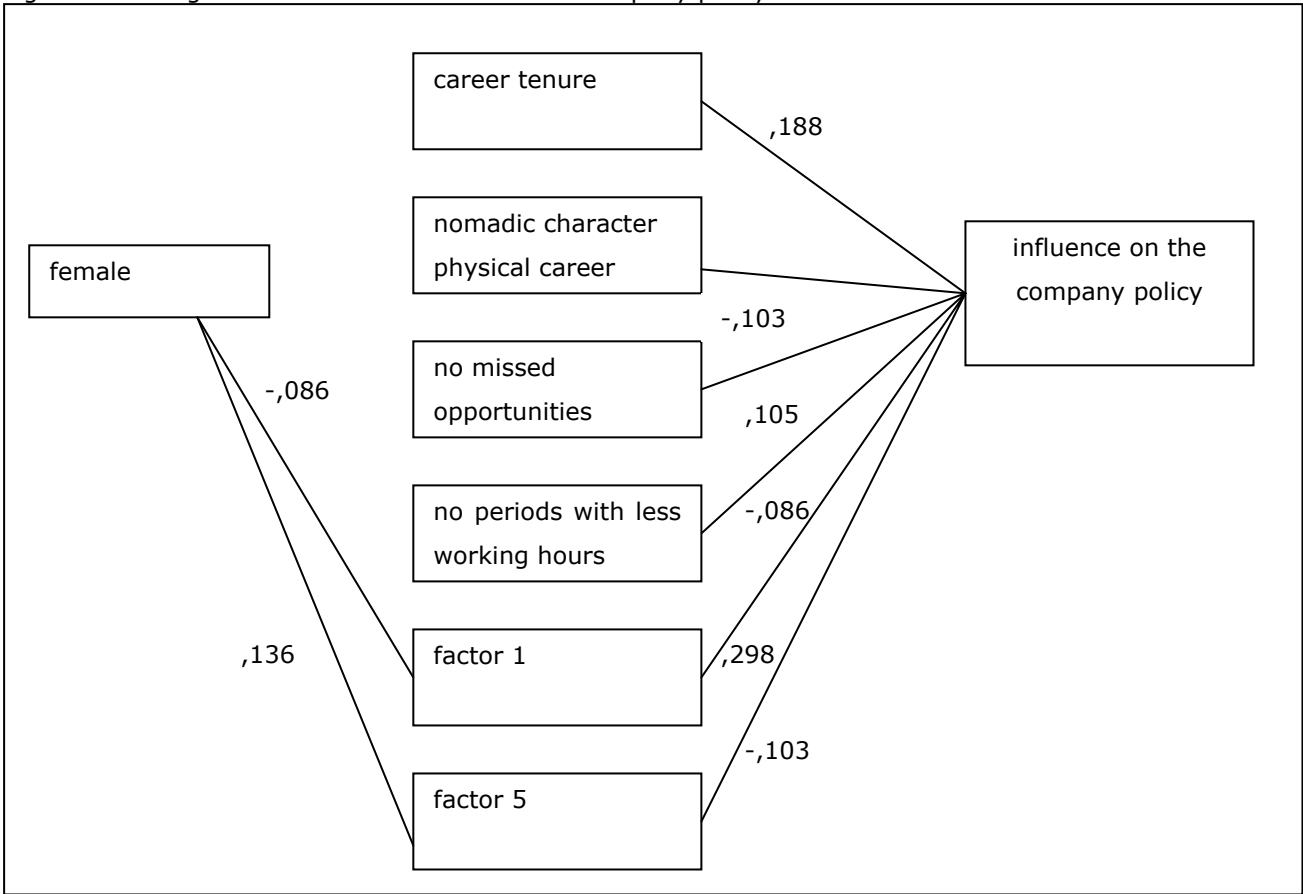 career tenure
,188
nomadic character
physical career
influence on the
company policy
female
-,103
no missed
opportunities
-,086
,105
no periods with less
working hours
-,086
factor 1
,136
,298
-,103
factor 5